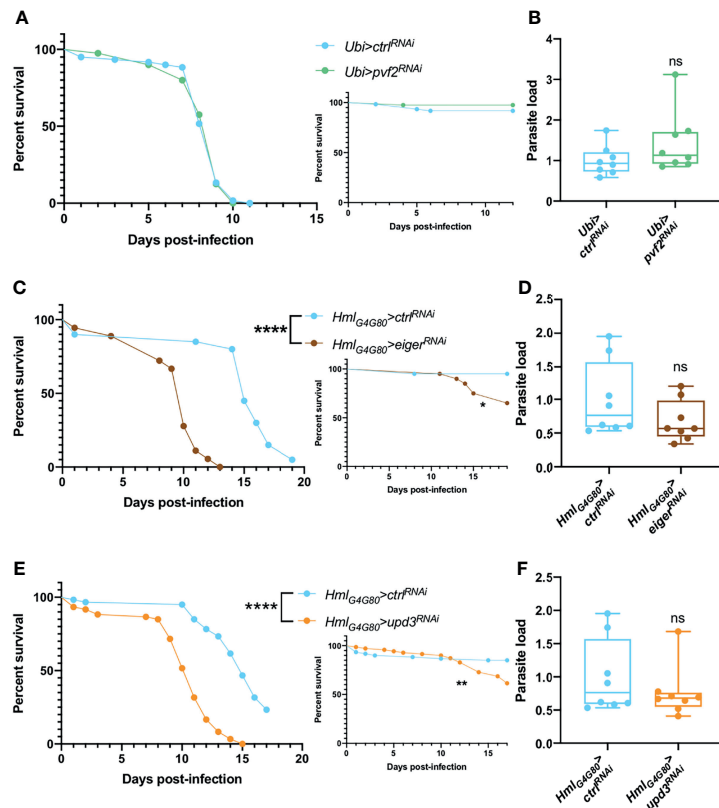 A
B
Percent survival
100
50
0
0
5
10
15
Days post-infection
Ubi>ctrlRNAi
Ubi>pvf2RNAi
Percent survival
100
50
0
0
5
10
Days post-infection
Parasite load
4
3
2
1
0
ns
Ubi>
ctrlRNAi
Ubi>
pvf2RNAi
C
D
Percent survival
100
50
0
0
5
10
15
20
Days post-infection
****
HmlG4G80>ctrlRNAi
HmlG4G80>eigerRNAi
Percent survival
100
50
0
0
5
10
15
*
Days post-infection
Parasite load
2.5
2.0
1.5
1.0
0.5
0.0
ns
HmlG4G80>
ctrlRNAi
HmlG4G80>
eigerRNAi
E
F
Percent survival
100
50
0
0
5
10
15
20
Days post-infection
****
HmlG4G80>ctrlRNAi
HmlG4G80>upd3RNAi
Percent survival
100
50
0
0
5
10
15
**
Days post-infection
Parasite load
2.5
2.0
1.5
1.0
0.5
0.0
ns
HmlG4G80>
ctrlRNAi
HmlG4G80>
upd3RNAi